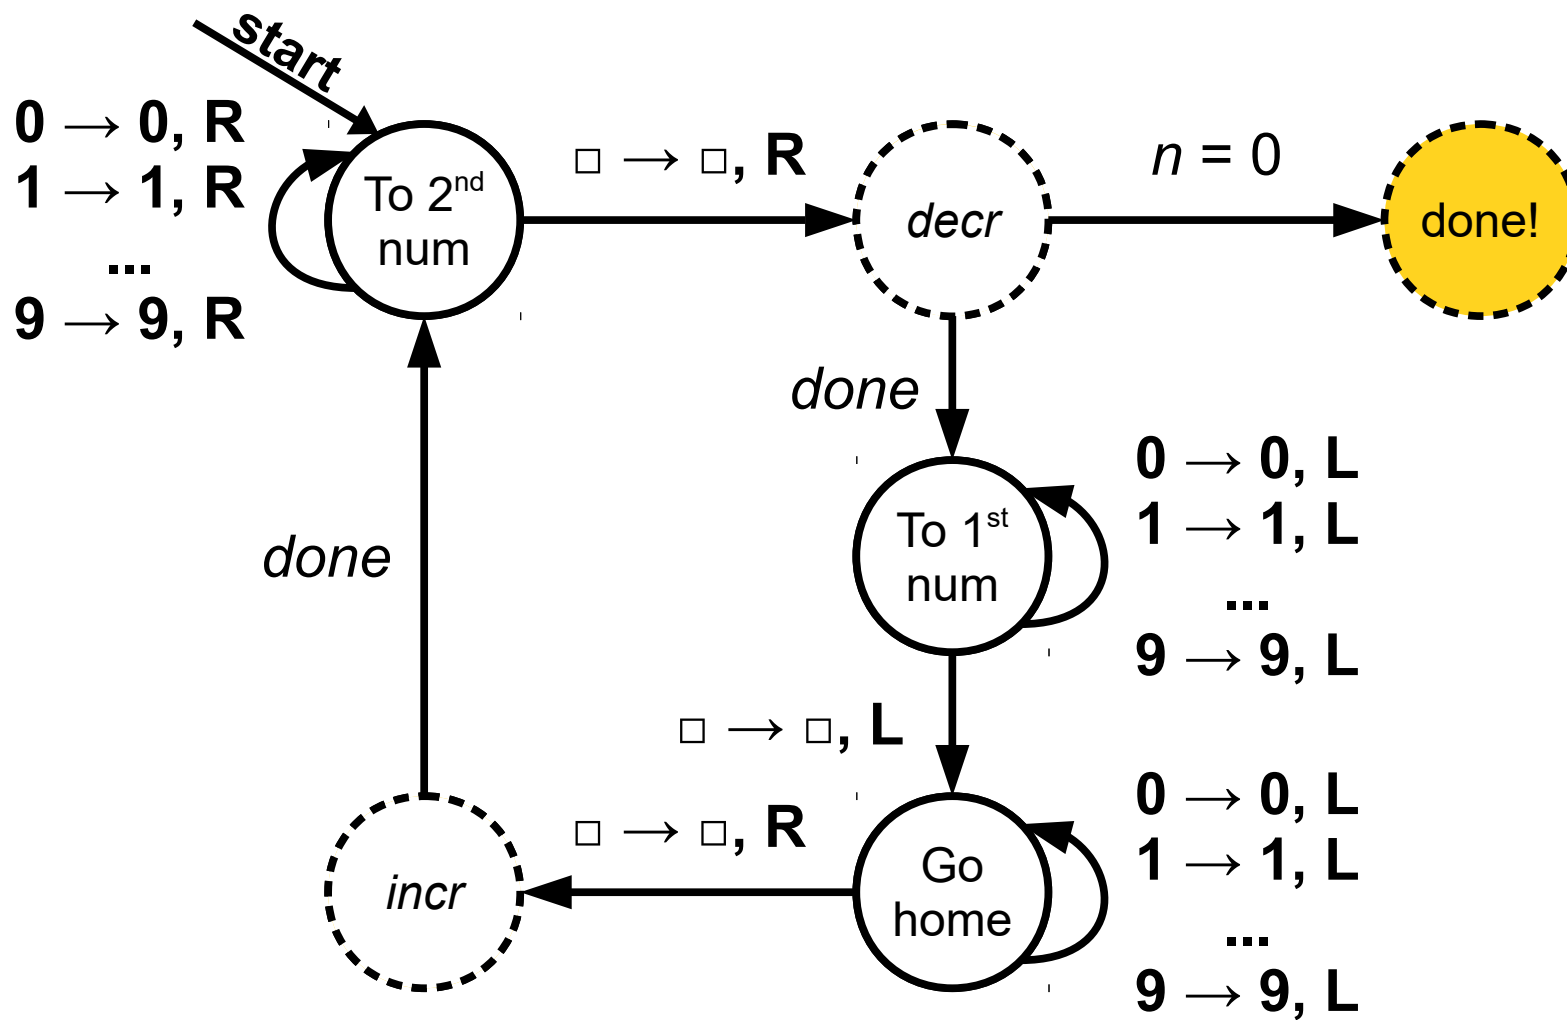 start
0 → 0, R
1 → 1, R
...
9 → 9, R
To 2nd
num
□ → □, R
decr
n = 0
done!
done
To 1st
num
0 → 0, L
1 → 1, L
...
9 → 9, L
done
□ → □, L
Go
home
0 → 0, L
1 → 1, L
...
9 → 9, L
□ → □, R
incr